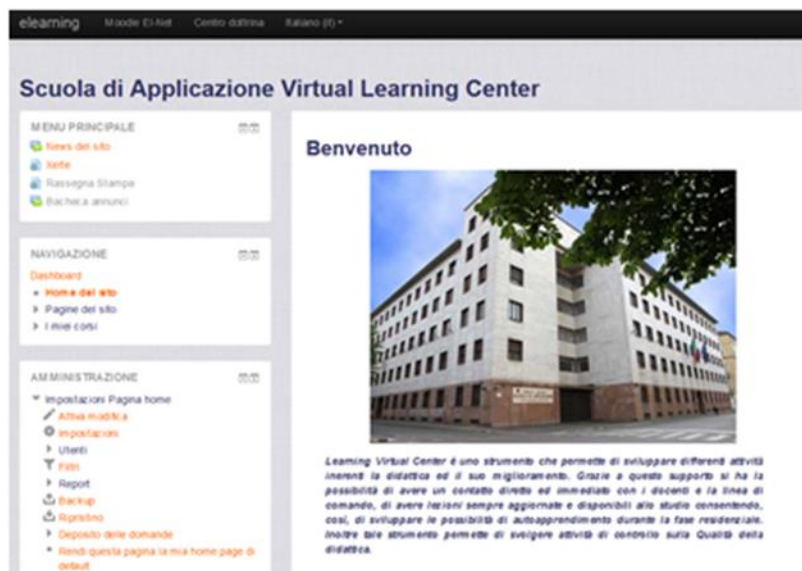 elearning Moodle EI-Net Centro dottrina Italiano (it)
Scuola di Applicazione Virtual Learning Center
MENU PRINCIPALE
News del sito
Xerte
Rassegna Stampa
Bacheca annunci
NAVIGAZIONE
Dashboard
Home del sito
Pagine del sito
I miei corsi
AMMINISTRAZIONE
Impostazioni Pagina home
Attiva modifica
Impostazioni
Utenti
Filtri
Report
Backup
Ripristino
Deposito delle domande
Rendi questa pagina la mia home page di
default
Benvenuto
Learning Virtual Center è uno strumento che permette di sviluppare differenti attività
inerenti la didattica ed il suo miglioramento. Grazie a questo supporto si ha la
possibilità di avere un contatto diretto ed immediato con i docenti e la linea di
comando, di avere lezioni sempre aggiornate e disponibili allo studio consentendo,
così, di sviluppare le possibilità di autoapprendimento durante la fase residenziale.
Inoltre tale strumento permette di svolgere attività di controllo sulla Qualità della
didattica.